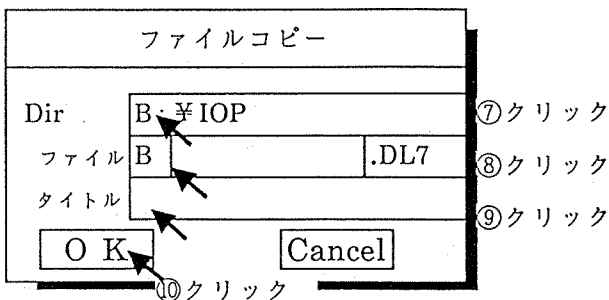 ファイルコピー
Dir B:¥IOP ⑦クリック
ファイル B .DL7 ⑧クリック
タイトル ⑨クリック
OK Cancel
⑩クリック